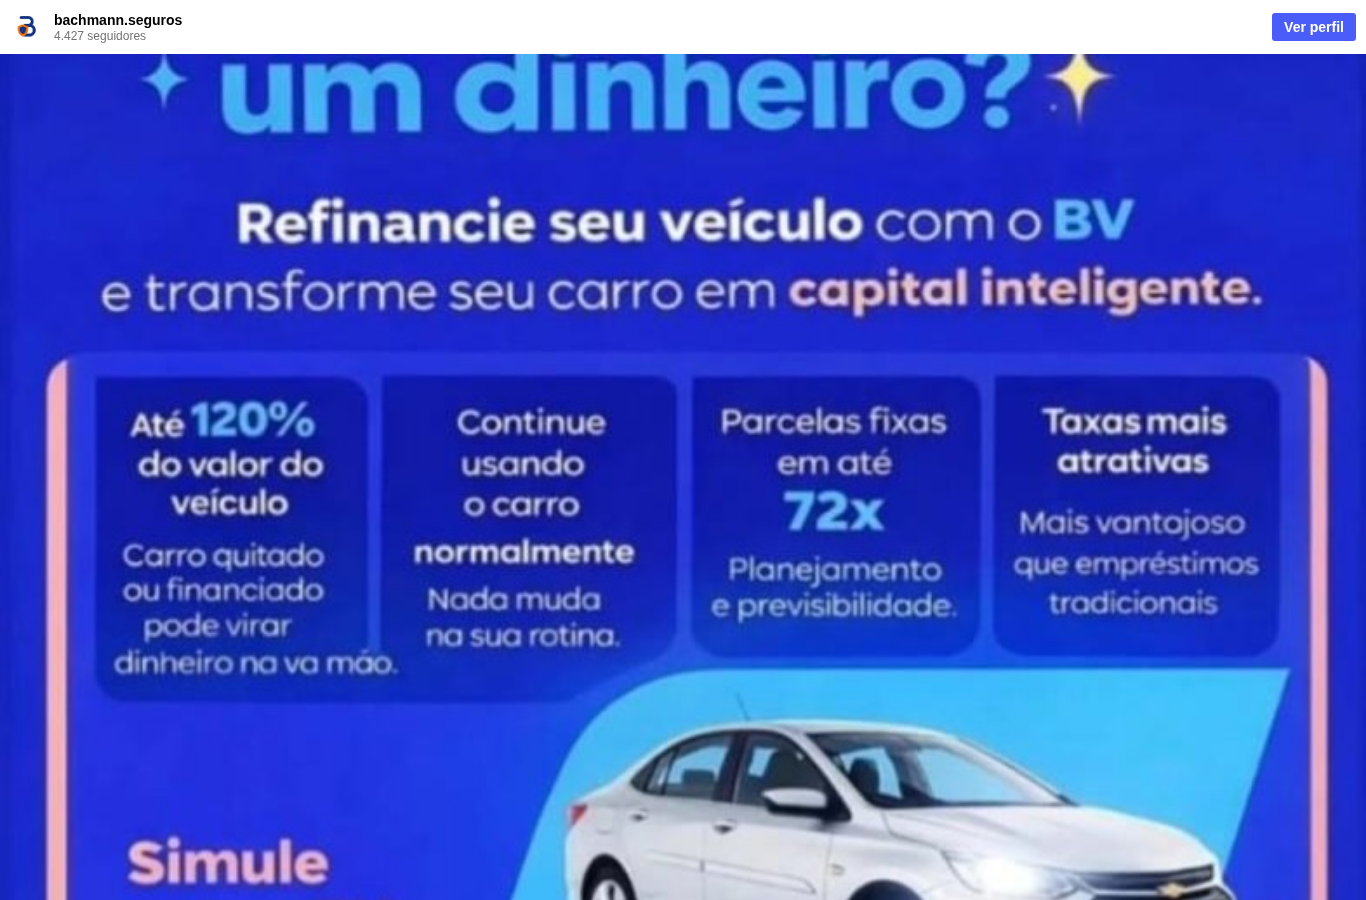 bachmann.seguros
4.427 seguidores
Ver perfil
um dinheiro?
Refinancie seu veículo com o BV
e transforme seu carro em capital inteligente.
Até 120%
do valor do
veículo
Carro quitado
ou financiado
pode virar
dinheiro na va mão.
Continue
usando
o carro
normalmente
Nada muda
na sua rotina.
Parcelas fixas
em até
72x
Planejamento
e previsibilidade.
Taxas mais
atrativas
Mais vantojoso
que empréstimos
tradicionais
Simule